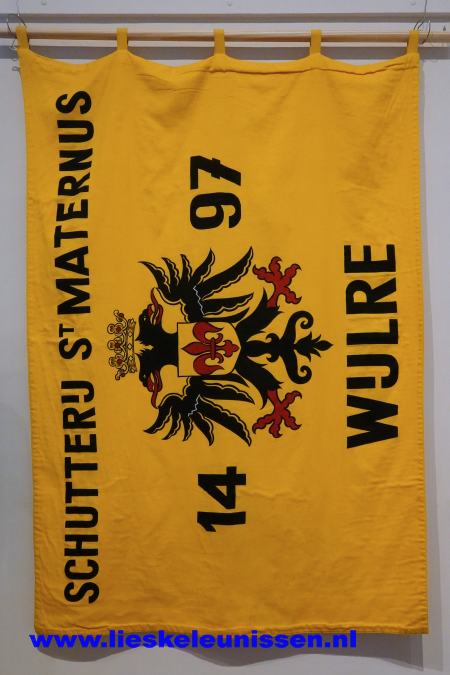 SCHUTTERIJ ST MATERNUS
14 97
WIJLRE
www.lieskeleunissen.nl